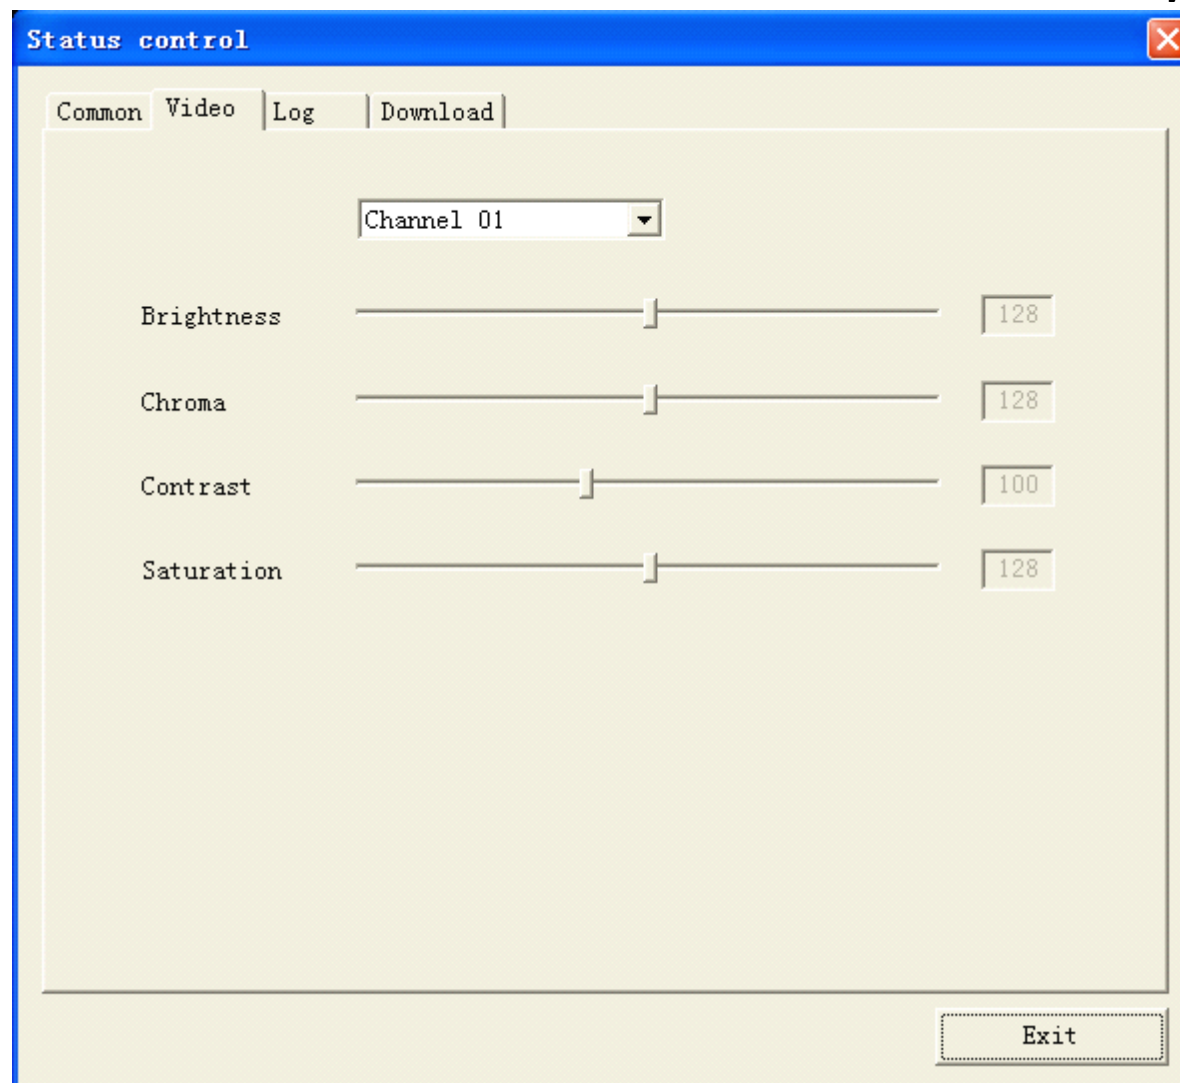 Status control
Common Video Log Download
Channel 01
Brightness 128
Chroma 128
Contrast 100
Saturation 128
Exit